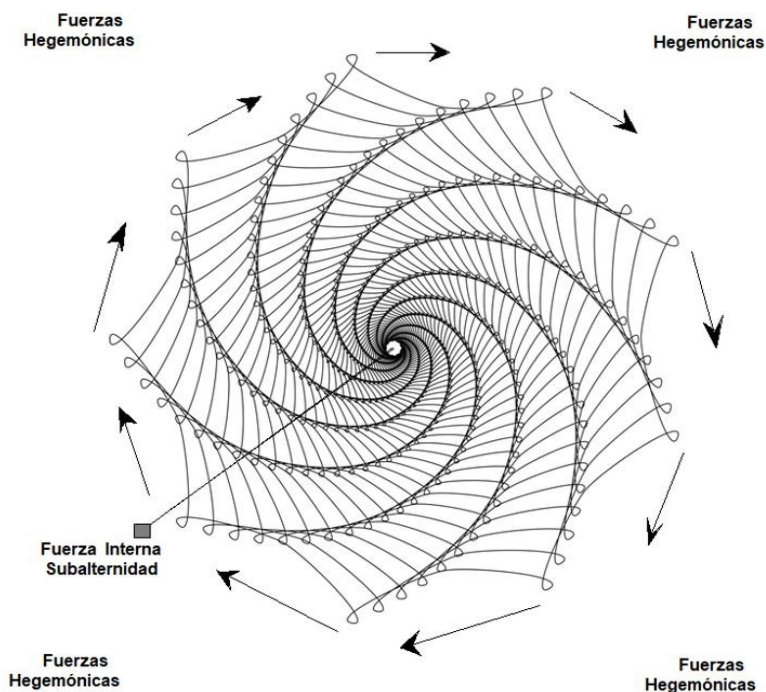 Fuerzas
Hegemónicas
Fuerzas
Hegemónicas
Fuerza Interna
Subalternidad
Fuerzas
Hegemónicas
Fuerzas
Hegemónicas